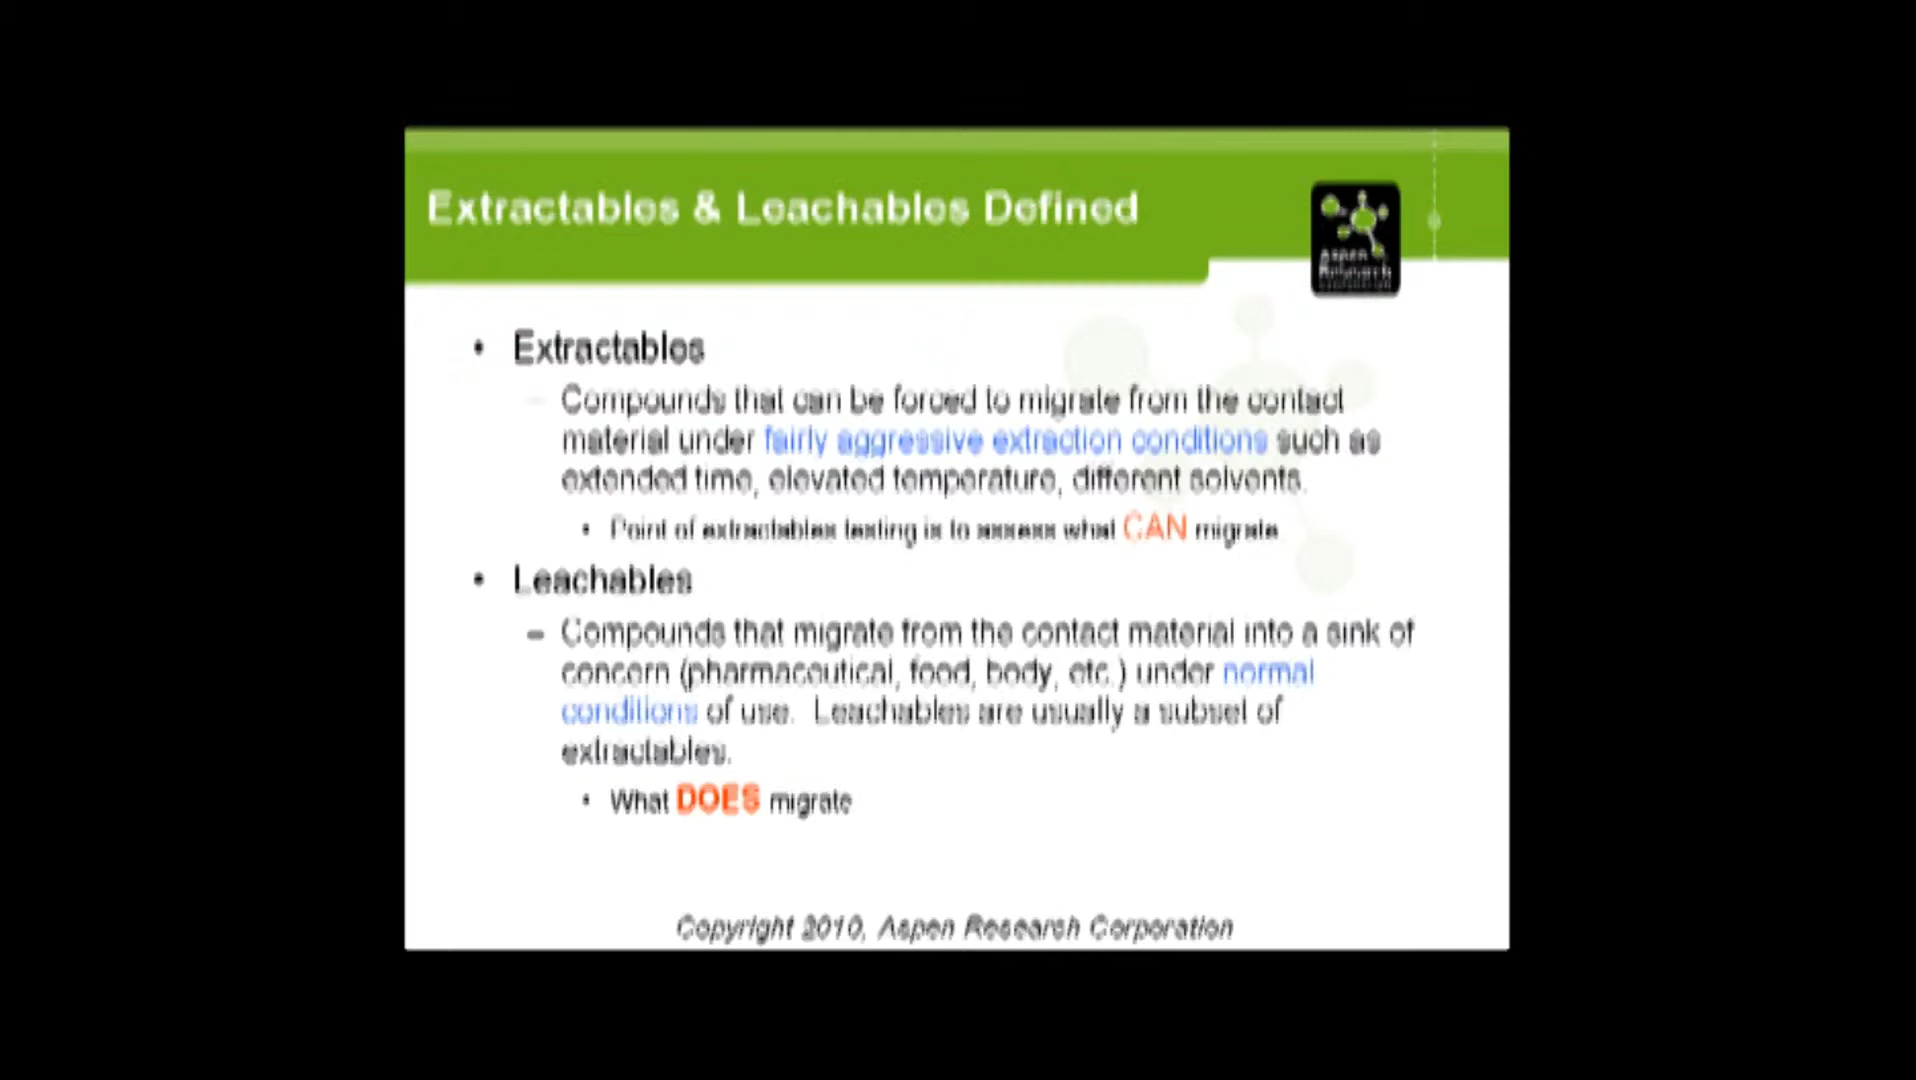 Extractables & Leachables Defined
Aspen
Research
• Extractables
– Compounds that can be forced to migrate from the contact
material under fairly aggressive extraction conditions such as
extended time, elevated temperature, different solvents.
• Point of extractables testing is to assess what CAN migrate
• Leachables
– Compounds that migrate from the contact material into a sink of
concern (pharmaceutical, food, body, etc.) under normal
conditions of use. Leachables are usually a subset of
extractables.
• What DOES migrate
Copyright 2010, Aspen Research Corporation